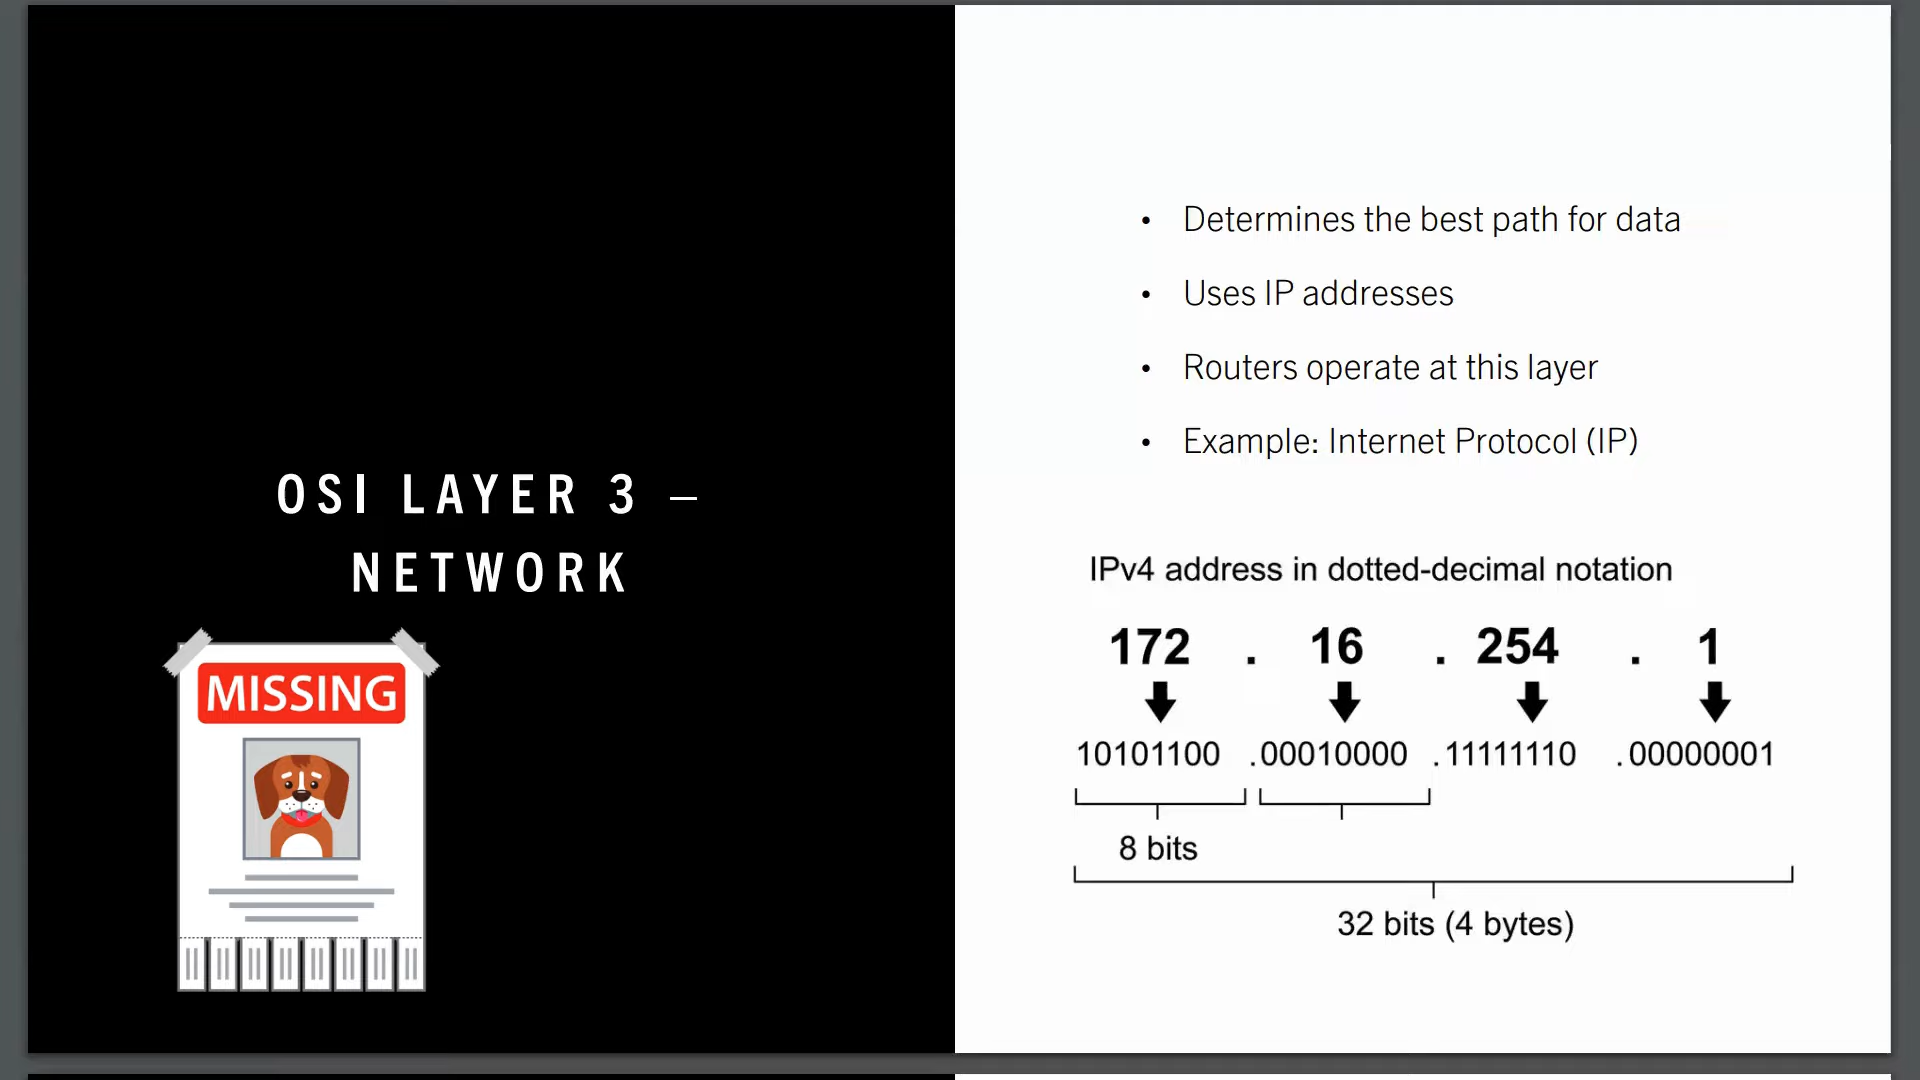 OSI LAYER 3 –
NETWORK
MISSING
• Determines the best path for data
• Uses IP addresses
• Routers operate at this layer
• Example: Internet Protocol (IP)
IPv4 address in dotted-decimal notation
172 . 16 . 254 . 1
10101100 .00010000 .11111110 .00000001
8 bits
32 bits (4 bytes)